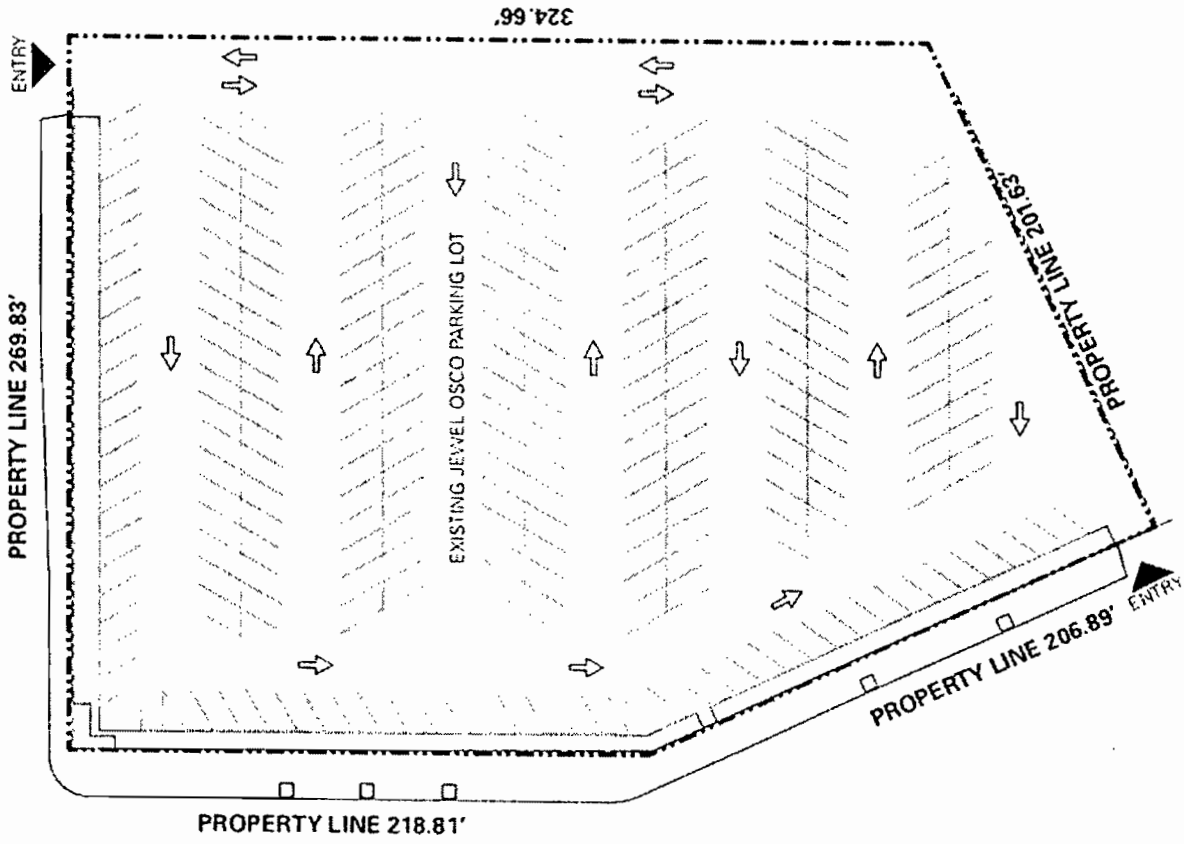 324.66'
ENTRY
PROPERTY LINE 269.83'
EXISTING JEWEL OSCO PARKING LOT
PROPERTY LINE 201.63'
ENTRY
PROPERTY LINE 206.89'
PROPERTY LINE 218.81'